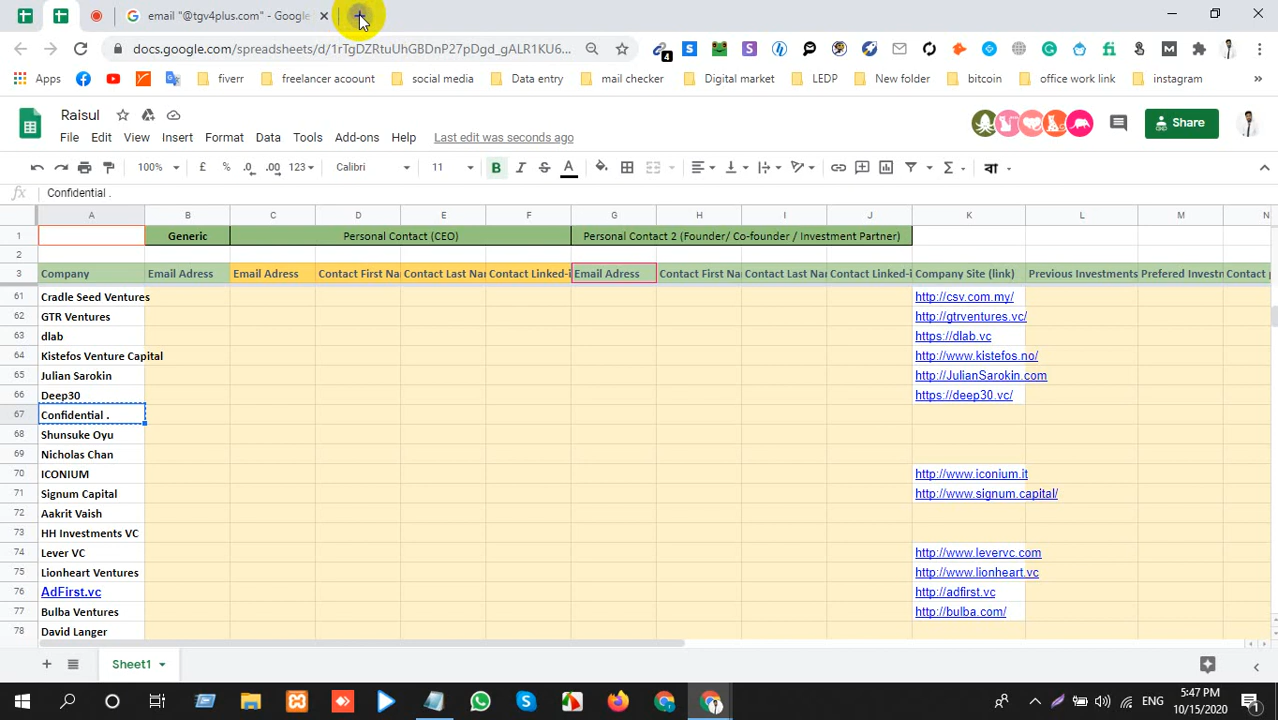 email "@tgv4plus.com" - Google
docs.google.com/spreadsheets/d/1rTgDZRtuUhGBDnP27pDgd_gALR1KU6...
4
Apps
fiverr
freelancer acoount
social media
Data entry
mail checker
Digital market
LEDP
New folder
bitcoin
office work link
instagram
»
Raisul
File Edit View Insert Format Data Tools Addons Help Last edit was seconds ago
Share
100% £ % .0 .00 123 Calibri 11 B I S A বা
fx Confidential .
A B C D E F G H I J K L M N
1 Generic Personal Contact (CEO) Personal Contact 2 (Founder/ Co-founder / Investment Partner)
2
3 Company Email Adress Email Adress Contact First Na Contact Last Na Contact Linked-i Email Adress Contact First Na Contact Last Na Contact Linked-i Company Site (link) Previous Investments Prefered Investn Contact
61 Cradle Seed Ventures http://csv.com.my/
62 GTR Ventures http://gtrventures.vc/
63 dlab https://dlab.vc
64 Kistefos Venture Capital http://www.kistefos.no/
65 Julian Sarokin http://JulianSarokin.com
66 Deep30 https://deep30.vc/
67 Confidential .
68 Shunsuke Oyu
69 Nicholas Chan
70 ICONIUM http://www.iconium.it
71 Signum Capital http://www.signum.capital/
72 Aakrit Vaish
73 HH Investments VC
74 Lever VC http://www.levervc.com
75 Lionheart Ventures http://www.lionheart.vc
76 AdFirst.vc http://adfirst.vc
77 Bulba Ventures http://bulba.com/
78 David Langer
Sheet1
ENG
5:47 PM
10/15/2020
1